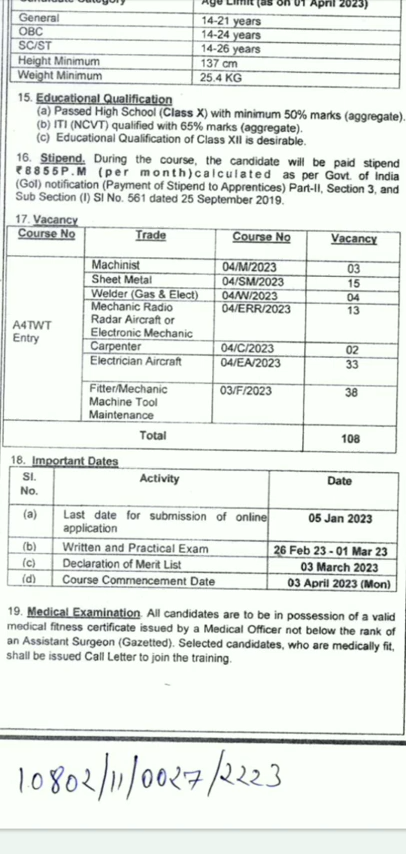 Candidate Category Age Limit (as on 01 April 2023)
General 14-21 years
OBC 14-24 years
SC/ST 14-26 years
Height Minimum 137 cm
Weight Minimum 25.4 KG
15. Educational Qualification
(a) Passed High School (Class X) with minimum 50% marks (aggregate).
(b) ITI (NCVT) qualified with 65% marks (aggregate).
(c) Educational Qualification of Class XII is desirable.
16. Stipend. During the course, the candidate will be paid stipend
₹8855P.M (per month)calculated as per Govt. of India
(GoI) notification (Payment of Stipend to Apprentices) Part-II, Section 3, and
Sub Section (I) Sl No. 561 dated 25 September 2019.
17. Vacancy
Course No Trade Course No Vacancy
A4TWT Entry
Machinist 04/M/2023 03
Sheet Metal 04/SM/2023 15
Welder (Gas & Elect) 04/W/2023 04
Mechanic Radio 04/ERR/2023 13
Radar Aircraft or
Electronic Mechanic
Carpenter 04/C/2023 02
Electrician Aircraft 04/EA/2023 33
Fitter/Mechanic 03/F/2023 38
Machine Tool
Maintenance
Total 108
18. Important Dates
Sl. No. Activity Date
(a) Last date for submission of online 05 Jan 2023
application
(b) Written and Practical Exam 26 Feb 23 - 01 Mar 23
(c) Declaration of Merit List 03 March 2023
(d) Course Commencement Date 03 April 2023 (Mon)
19. Medical Examination. All candidates are to be in possession of a valid
medical fitness certificate issued by a Medical Officer not below the rank of
an Assistant Surgeon (Gazetted). Selected candidates, who are medically fit,
shall be issued Call Letter to join the training.
10802/11/0027/2223